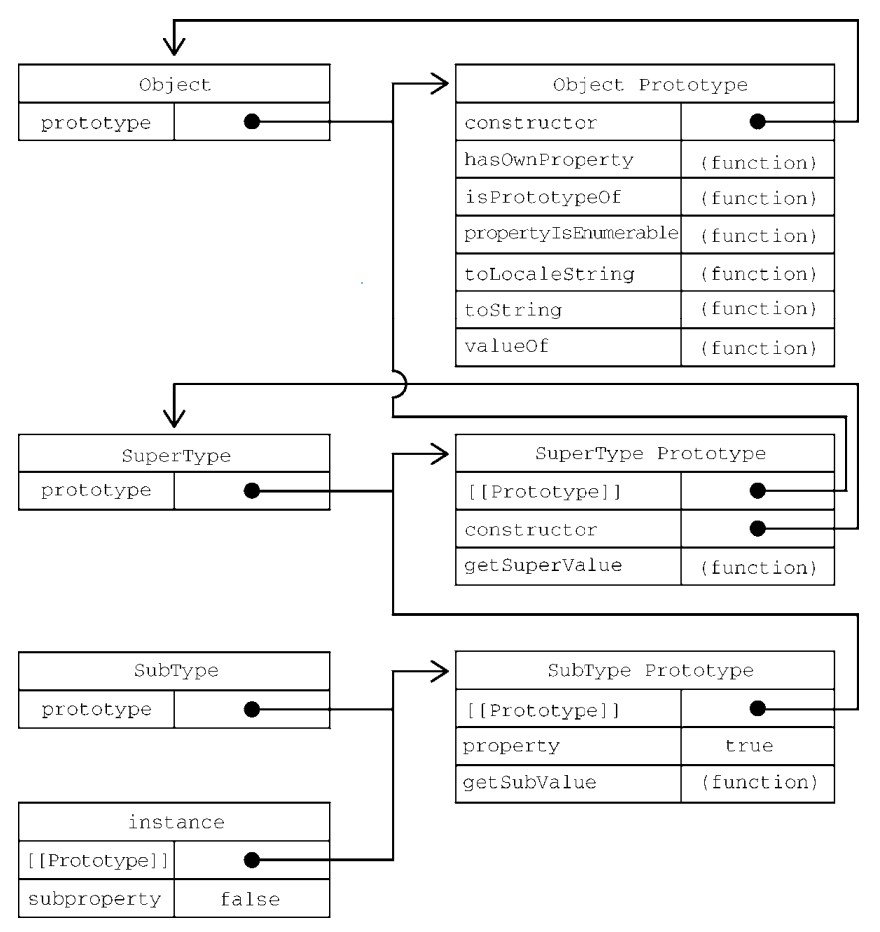 Object
prototype
Object Prototype
constructor
hasOwnProperty (function)
isPrototypeOf (function)
propertyIsEnumerable (function)
toLocaleString (function)
toString (function)
valueOf (function)
SuperType
prototype
SuperType Prototype
[[Prototype]]
constructor
getSuperValue (function)
SubType
prototype
SubType Prototype
[[Prototype]]
property true
getSubValue (function)
instance
[[Prototype]]
subproperty false